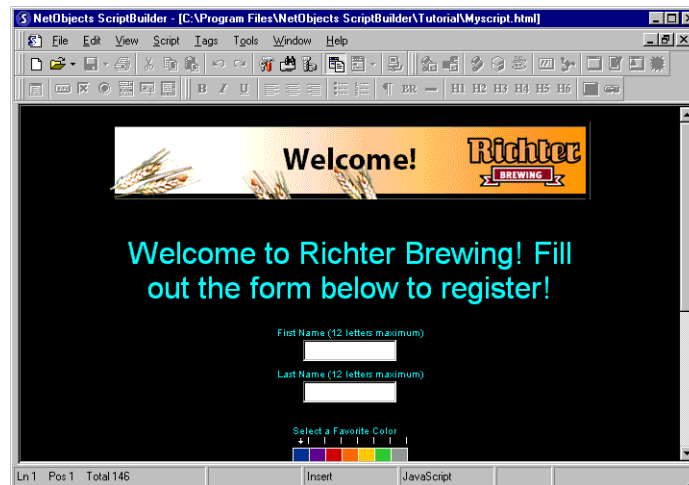 NetObjects ScriptBuilder - [C:\Program Files\NetObjects ScriptBuilder\Tutorial\Myscript.html]
File Edit View Script Tags Tools Window Help
B I U ¶ BR H1 H2 H3 H4 H5 H6
Welcome!
Richter
BREWING
Welcome to Richter Brewing! Fill
out the form below to register!
First Name (12 letters maximum)
Last Name (12 letters maximum)
Select a Favorite Color
Ln 1 Pos 1 Total 146 Insert JavaScript